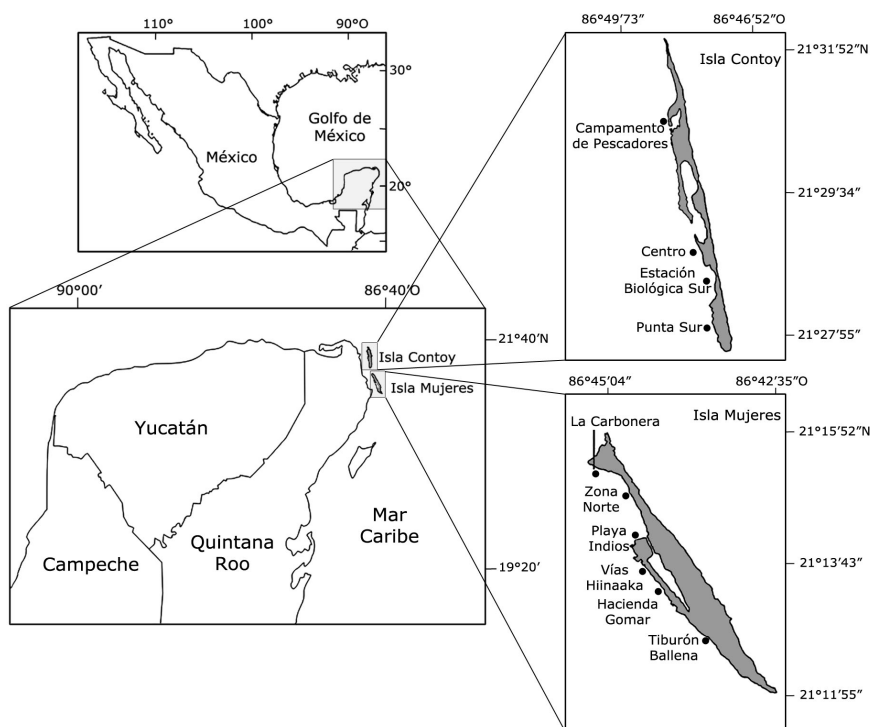 110°
100°
90°O
30°
20°
México
Golfo de
México
90°00’
86°40’O
21°40’N
19°20’
Isla Contoy
Isla Mujeres
Yucatán
Campeche
Quintana
Roo
Mar
Caribe
86°49’73”
86°46’52”O
21°31’52”N
21°29’34”
21°27’55”
Isla Contoy
Campamento
de Pescadores
Centro
Estación
Biológica Sur
Punta Sur
86°45’04”
86°42’35”O
21°15’52”N
21°13’43”
21°11’55”
Isla Mujeres
La Carbonera
Zona
Norte
Playa
Indios
Vías
Hiinaaka
Hacienda
Gomar
Tiburón
Ballena